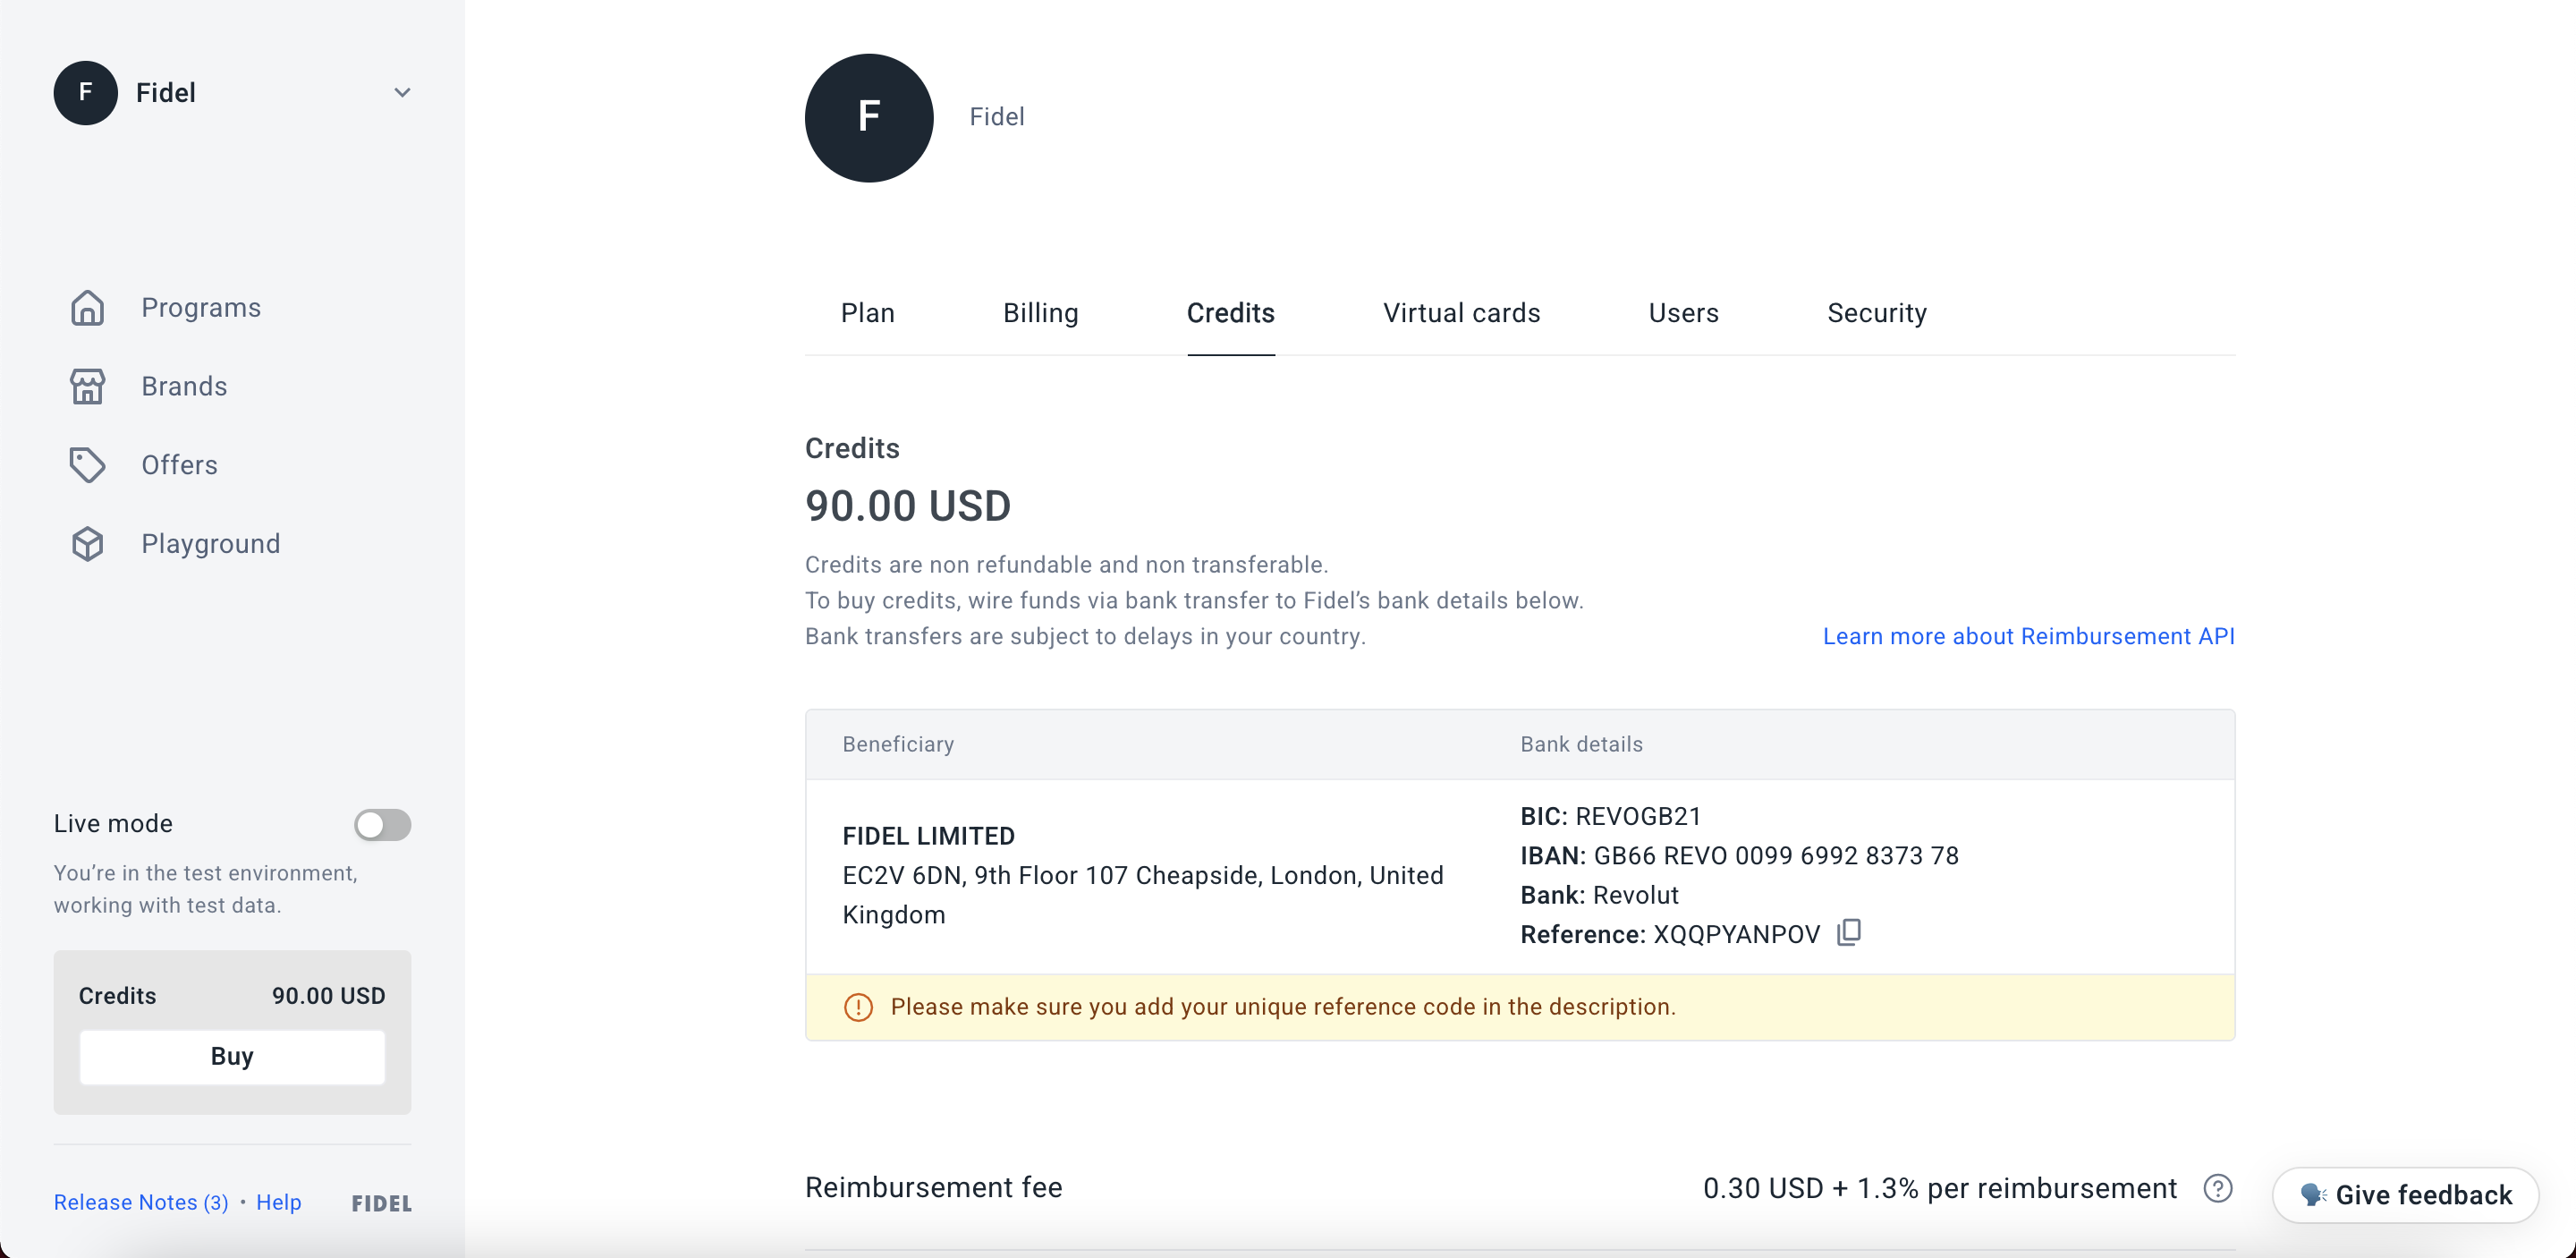 F Fidel
Programs
Brands
Offers
Playground
Live mode
You’re in the test environment,
working with test data.
Credits 90.00 USD
Buy
Release Notes (3) • Help FIDEL
F Fidel
Plan Billing Credits Virtual cards Users Security
Credits
90.00 USD
Credits are non refundable and non transferable.
To buy credits, wire funds via bank transfer to Fidel’s bank details below.
Bank transfers are subject to delays in your country.
Learn more about Reimbursement API
Beneficiary Bank details
FIDEL LIMITED
EC2V 6DN, 9th Floor 107 Cheapside, London, United
Kingdom
BIC: REVOGB21
IBAN: GB66 REVO 0099 6992 8373 78
Bank: Revolut
Reference: XQQPYANPOV
Please make sure you add your unique reference code in the description.
Reimbursement fee 0.30 USD + 1.3% per reimbursement
Give feedback